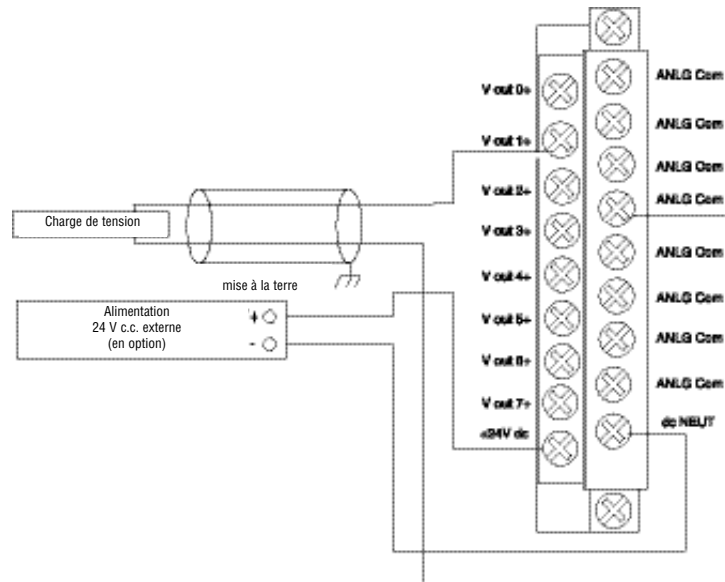 V out 0+
V out 1+
V out 2+
V out 3+
V out 4+
V out 5+
V out 6+
V out 7+
+24V dc
ANLG Com
ANLG Com
ANLG Com
ANLG Com
ANLG Com
ANLG Com
ANLG Com
ANLG Com
dc NEUT
Charge de tension
mise à la terre
Alimentation
24 V c.c. externe
(en option)
+
-